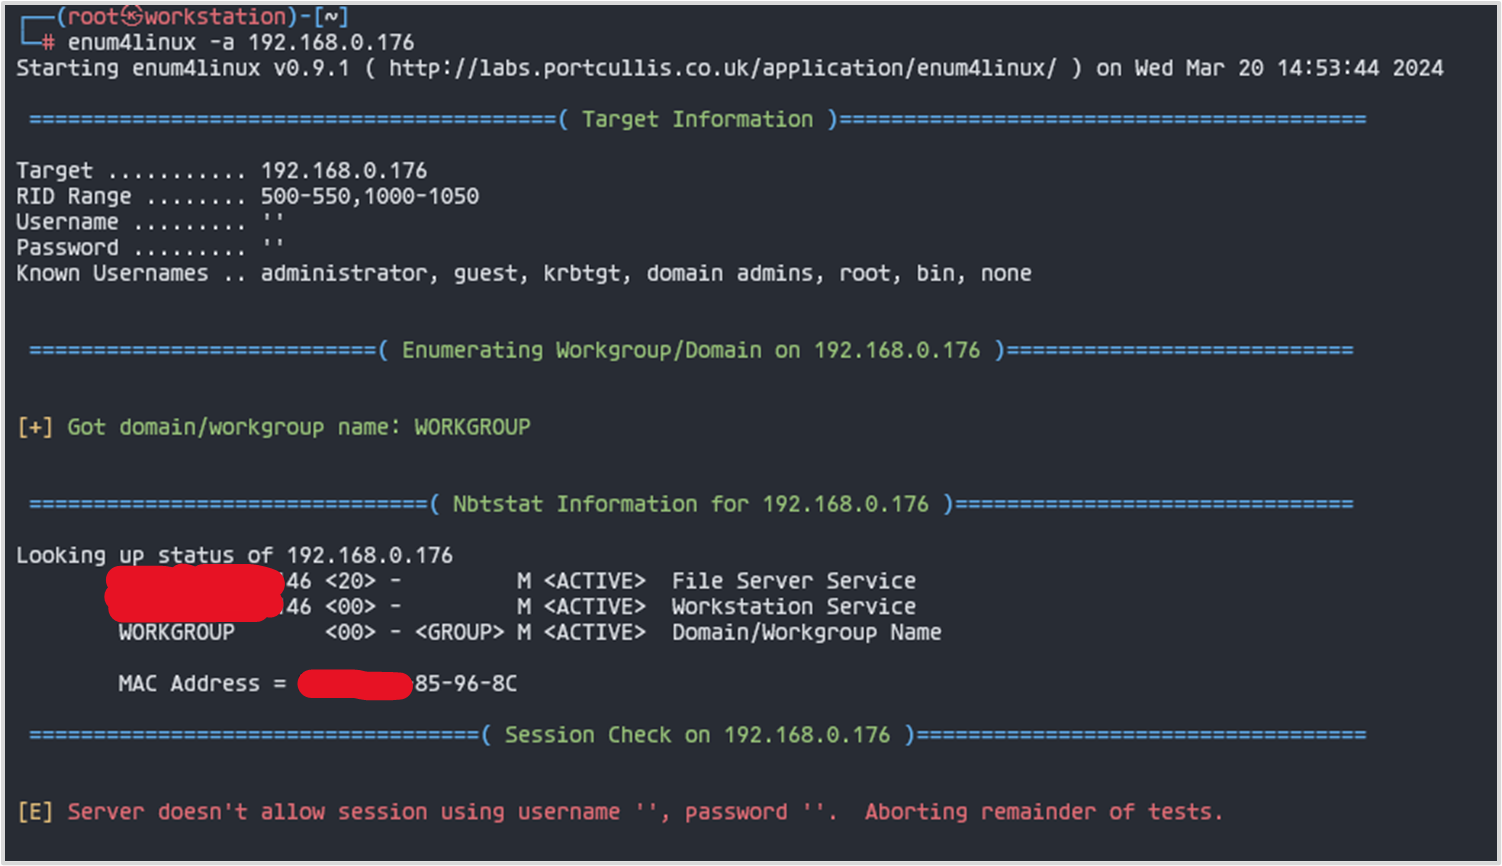 ┌──(root㉿workstation)-[~]
└─# enum4linux -a 192.168.0.176
Starting enum4linux v0.9.1 ( http://labs.portcullis.co.uk/application/enum4linux/ ) on Wed Mar 20 14:53:44 2024
=========================================( Target Information )=========================================
Target ........... 192.168.0.176
RID Range ........ 500-550,1000-1050
Username ......... ''
Password ......... ''
Known Usernames .. administrator, guest, krbtgt, domain admins, root, bin, none
===========================( Enumerating Workgroup/Domain on 192.168.0.176 )===========================
[+] Got domain/workgroup name: WORKGROUP
===============================( Nbtstat Information for 192.168.0.176 )===============================
Looking up status of 192.168.0.176
46 <20> - M <ACTIVE> File Server Service
46 <00> - M <ACTIVE> Workstation Service
WORKGROUP <00> - <GROUP> M <ACTIVE> Domain/Workgroup Name
MAC Address = -85-96-8C
===================================( Session Check on 192.168.0.176 )===================================
[E] Server doesn't allow session using username '', password ''. Aborting remainder of tests.